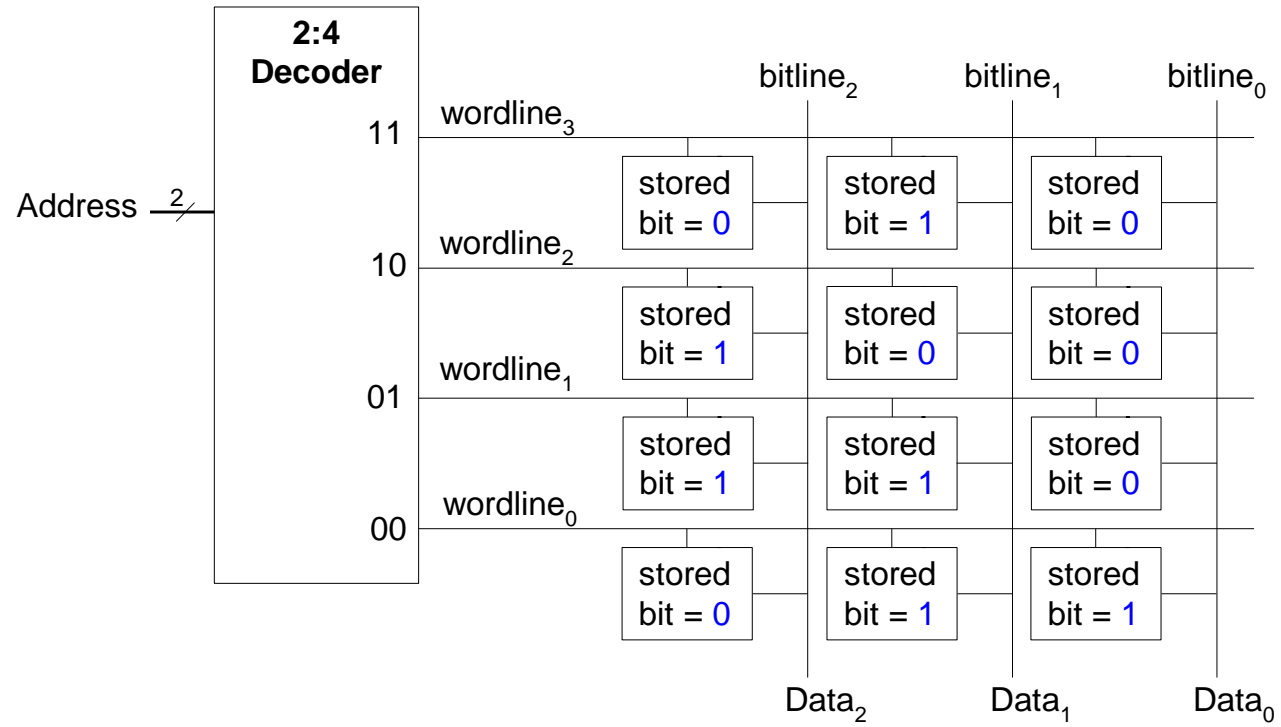 2:4
Decoder
bitline₂ bitline₁ bitline₀
wordline₃
11
stored stored stored
bit = 0 bit = 1 bit = 0
Address 2
wordline₂
10
stored stored stored
bit = 1 bit = 0 bit = 0
wordline₁
01
stored stored stored
bit = 1 bit = 1 bit = 0
wordline₀
00
stored stored stored
bit = 0 bit = 1 bit = 1
Data₂ Data₁ Data₀